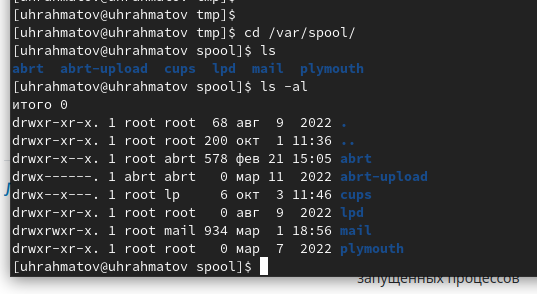 [uhrahmatov@uhrahmatov tmp]$
[uhrahmatov@uhrahmatov tmp]$
[uhrahmatov@uhrahmatov tmp]$ cd /var/spool/
[uhrahmatov@uhrahmatov spool]$ ls
abrt abrt-upload cups lpd mail plymouth
[uhrahmatov@uhrahmatov spool]$ ls -al
итого 0
drwxr-xr-x. 1 root root 68 авг 9 2022 .
drwxr-xr-x. 1 root root 200 окт 1 11:36 ..
drwxr-x--x. 1 root abrt 578 фев 21 15:05 abrt
drwx------. 1 abrt abrt 0 мар 11 2022 abrt-upload
drwx--x---. 1 root lp 6 окт 3 11:46 cups
drwxr-xr-x. 1 root root 0 авг 9 2022 lpd
drwxrwxr-x. 1 root mail 934 мар 1 18:56 mail
drwxr-xr-x. 1 root root 0 мар 7 2022 plymouth
[uhrahmatov@uhrahmatov spool]$
запущенных процессов